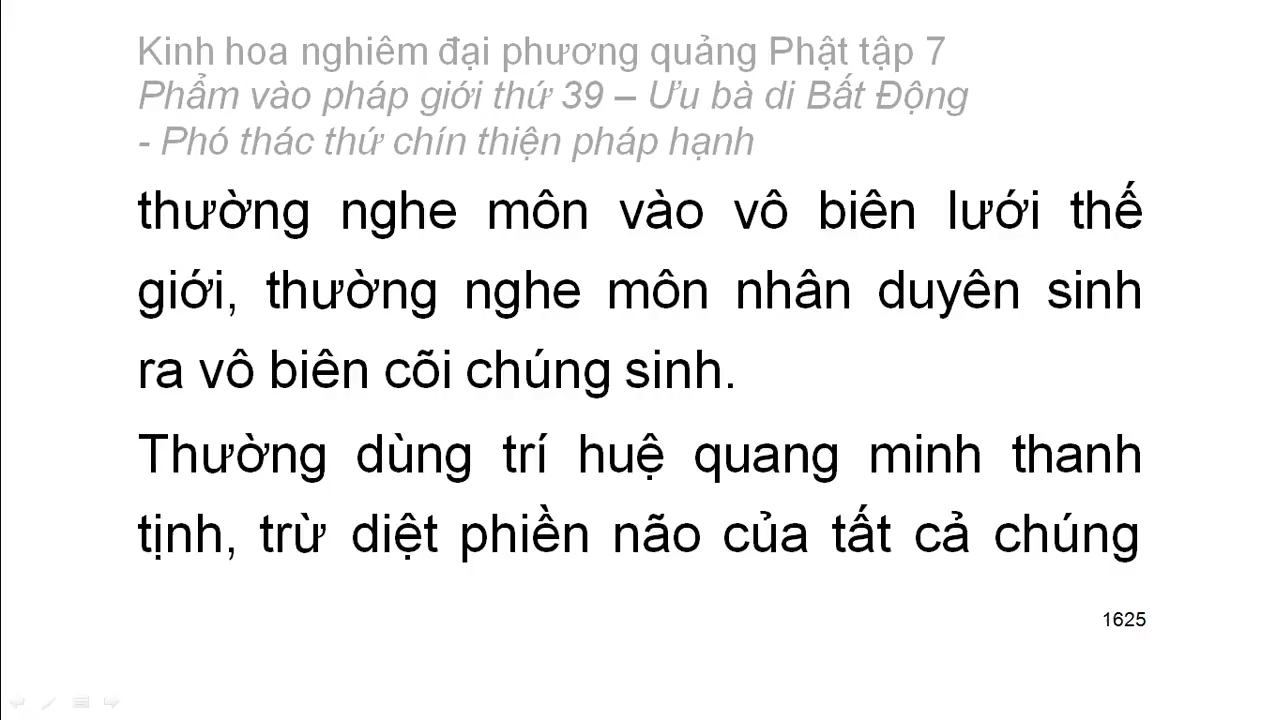 Kinh hoa nghiêm đại phương quảng Phật tập 7
Phẩm vào pháp giới thứ 39 – Ưu bà di Bất Động
- Phó thác thứ chín thiện pháp hạnh
thường nghe môn vào vô biên lưới thế
giới, thường nghe môn nhân duyên sinh
ra vô biên cõi chúng sinh.
Thường dùng trí huệ quang minh thanh
tịnh, trừ diệt phiền não của tất cả chúng
1625